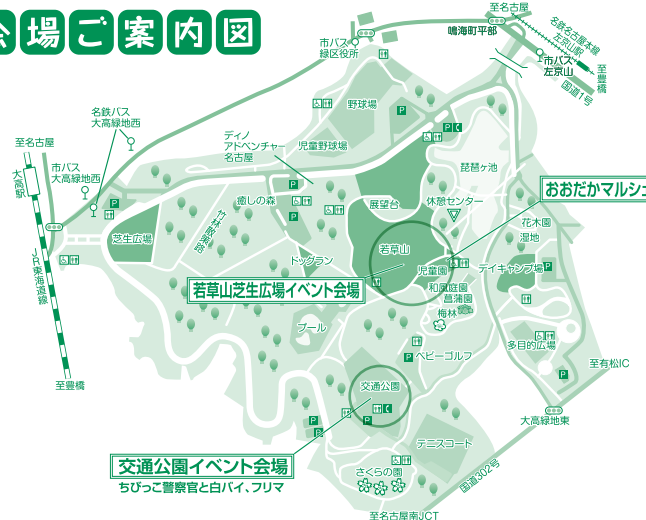 会場ご案内図
至名古屋
鳴海町平部
名鉄名古屋本線
左京山駅
至豊橋
市バス
左京山
国道1号
市バス
緑区役所
野球場
名鉄バス
大高緑地西
ディノ
アドベンチャー
名古屋
児童野球場
至名古屋
市バス
大高緑地西
大高駅
琵琶ヶ池
おおだかマルシェ
癒しの森
展望台
休憩センター
竹林散策路
花木園
湿地
芝生広場
若草山
JR東海道線
ドッグラン
児童園
デイキャンプ場
若草山芝生広場イベント会場
和風庭園
菖蒲園
梅林
プール
多目的広場
ベビーゴルフ
至有松IC
至豊橋
交通公園
大高緑地東
テニスコート
交通公園イベント会場
ちびっこ警察官と白バイ、フリマ
さくらの園
国道302号
至名古屋南JCT